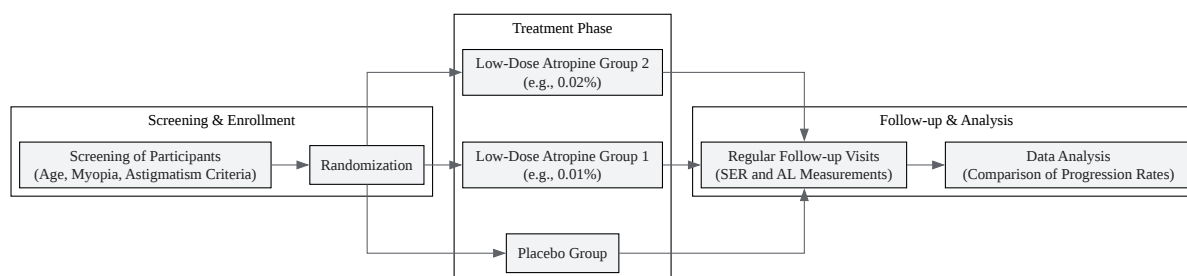 Treatment Phase
Low-Dose Atropine Group 2
(e.g., 0.02%)
Screening & Enrollment
Follow-up & Analysis
Screening of Participants
(Age, Myopia, Astigmatism Criteria)
Randomization
Low-Dose Atropine Group 1
(e.g., 0.01%)
Regular Follow-up Visits
(SER and AL Measurements)
Data Analysis
(Comparison of Progression Rates)
Placebo Group